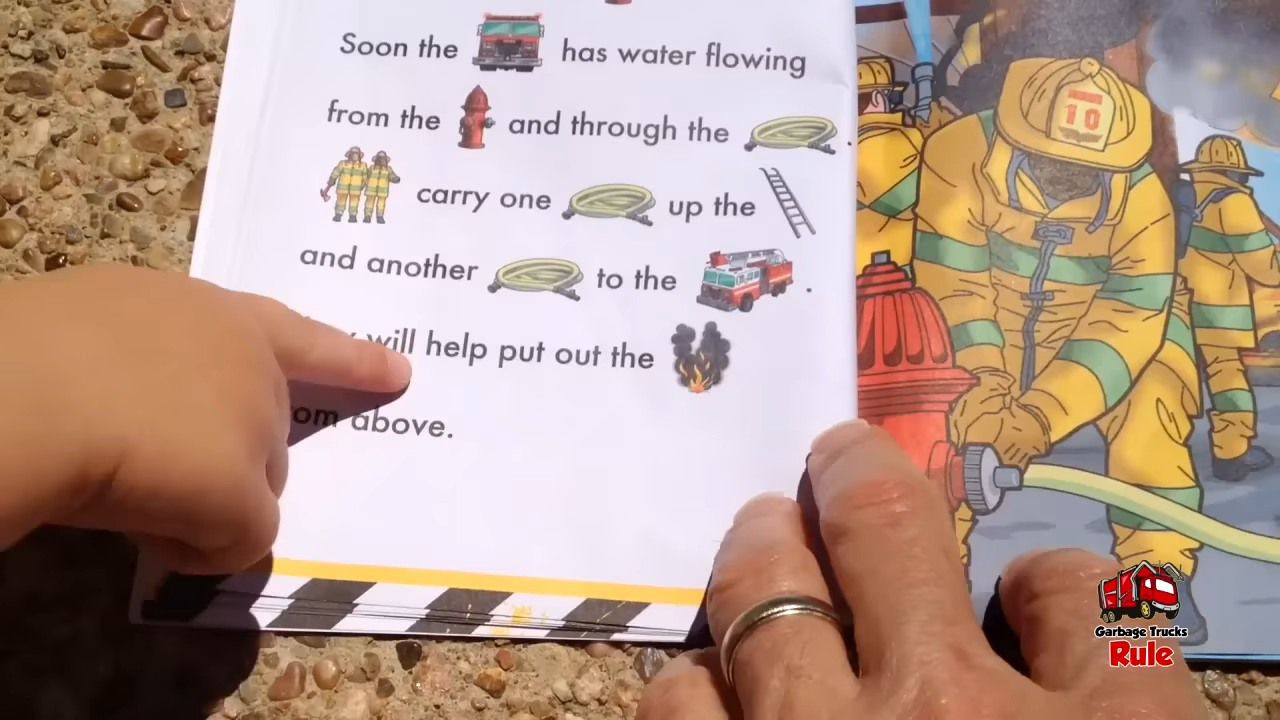 Soon the has water flowing
from the and through the .
carry one up the
and another to the .
will help put out the
above.
10
Garbage Trucks
Rule